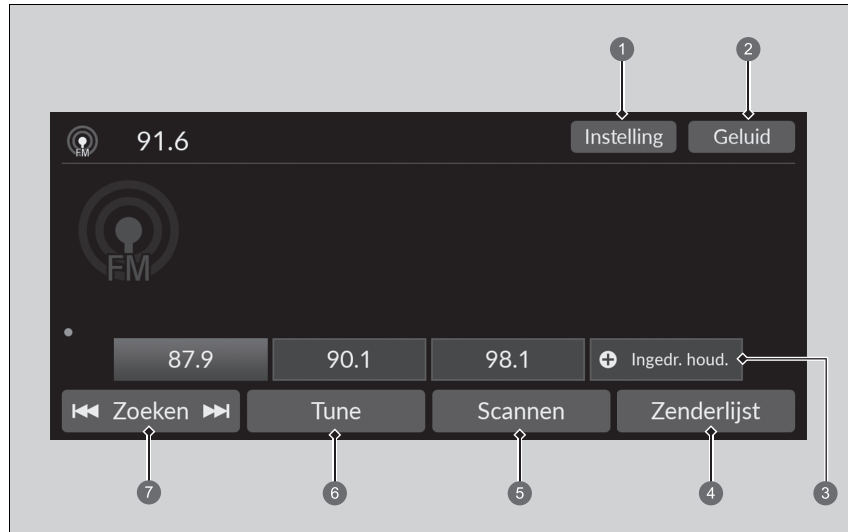 1 2
FM 91.6 Instelling Geluid
FM
87.9 90.1 98.1 Ingedr. houd.
Zoeken Tune Scannen Zenderlijst
7 6 5 4 3